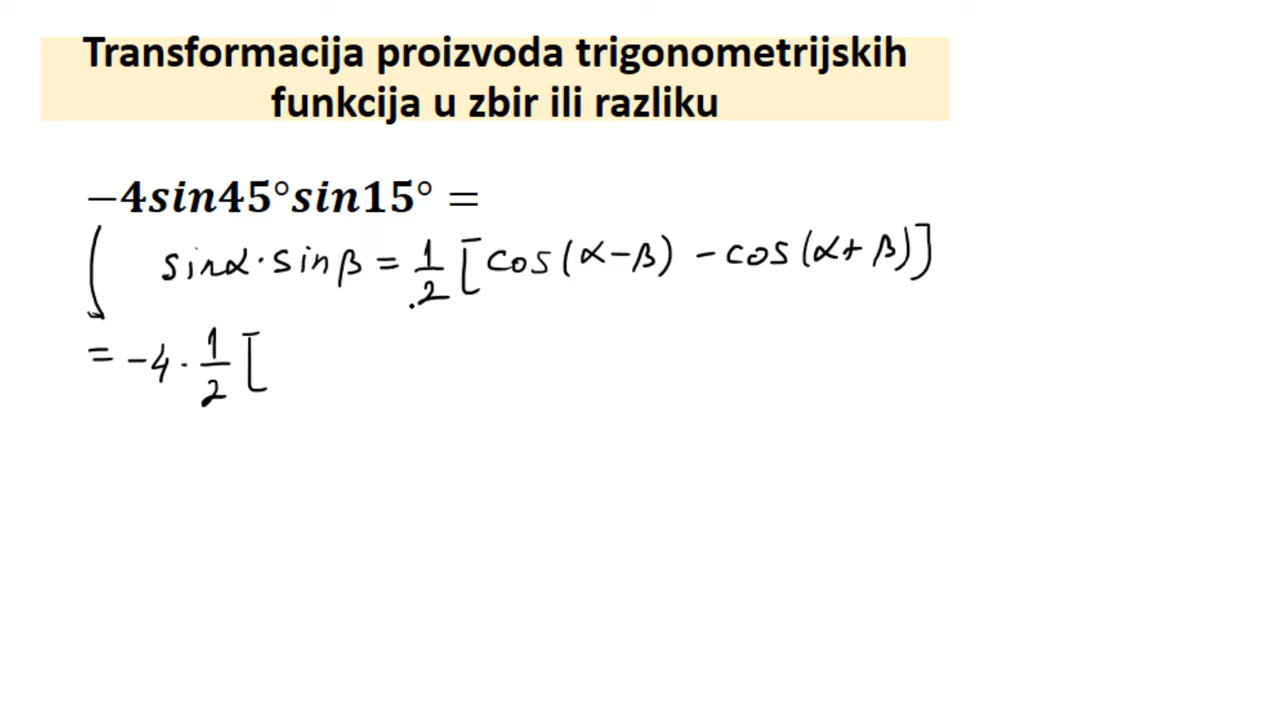 Transformacija proizvoda trigonometrijskih
funkcija u zbir ili razliku
−4sin45°sin15° =
sinα·sinβ = 1/2 [cos(α−β) − cos(α+β)]
= −4 · 1/2 [